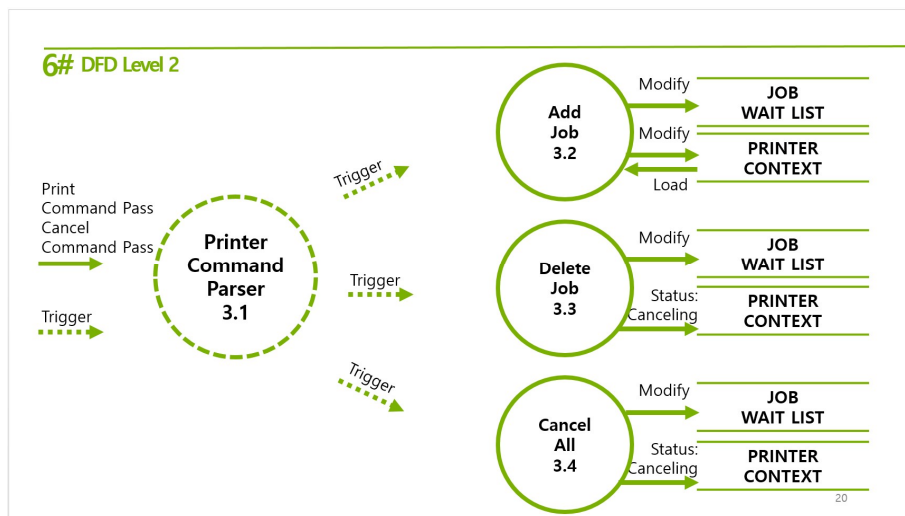 6# DFD Level 2
Print
Command Pass
Cancel
Command Pass
Trigger
Printer
Command
Parser
3.1
Trigger
Trigger
Trigger
Add
Job
3.2
Modify
Modify
Load
JOB
WAIT LIST
PRINTER
CONTEXT
Delete
Job
3.3
Modify
Status:
Canceling
JOB
WAIT LIST
PRINTER
CONTEXT
Cancel
All
3.4
Modify
Status:
Canceling
JOB
WAIT LIST
PRINTER
CONTEXT
20